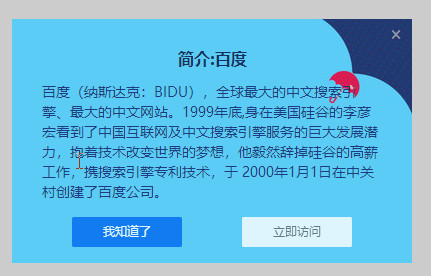 简介:百度
百度（纳斯达克：BIDU），全球最大的中文搜索引
擎、最大的中文网站。1999年底,身在美国硅谷的李彦
宏看到了中国互联网及中文搜索引擎服务的巨大发展潜
力，抱着技术改变世界的梦想，他毅然辞掉硅谷的高薪
工作，携搜索引擎专利技术，于 2000年1月1日在中关
村创建了百度公司。
我知道了
立即访问